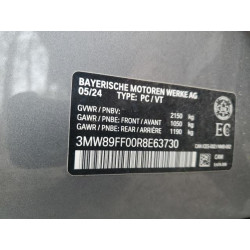 BAYERISCHE MOTOREN WERKE AG
05/24 TYPE: PC / VT
GVWR / PNBV: 2150 kg
GAWR / PNBE: FRONT / AVANT 1050 kg
GAWR / PNBE: REAR / ARRIÈRE 1190 kg
EC
3MW89FF00R8E63730